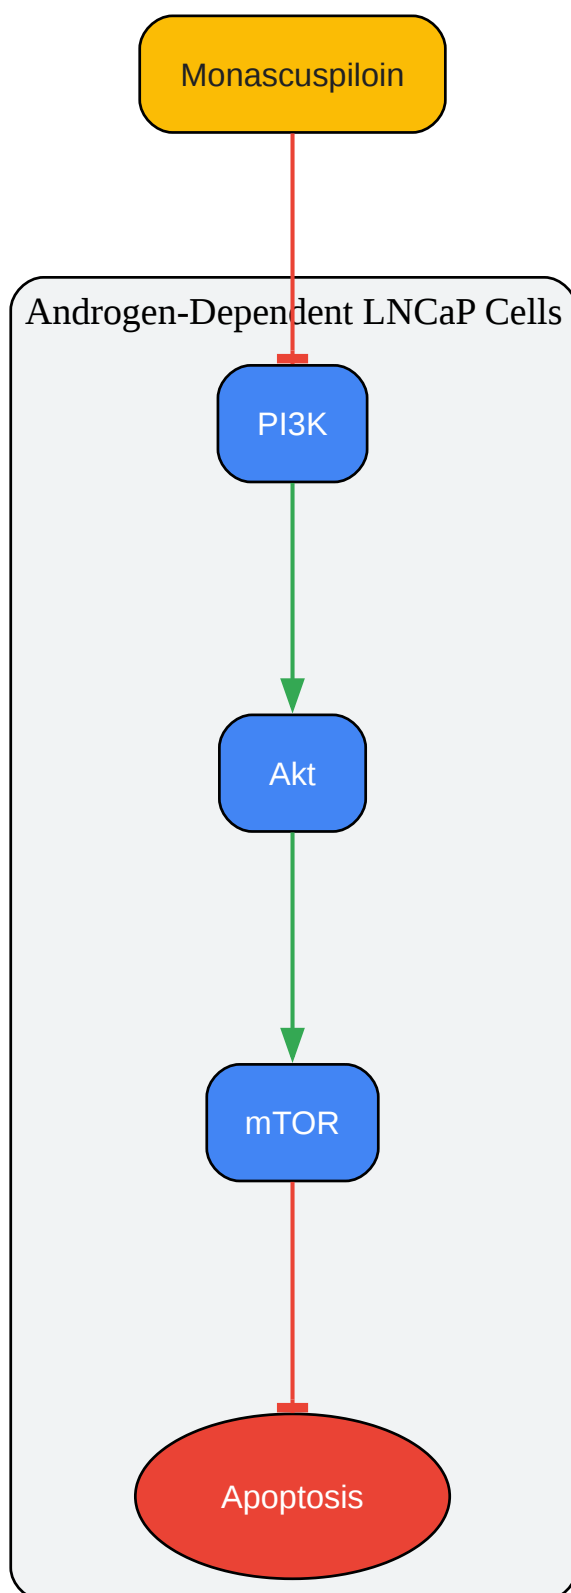 Monascuspiloin
Androgen-Dependent LNCaP Cells
PI3K
Akt
mTOR
Apoptosis